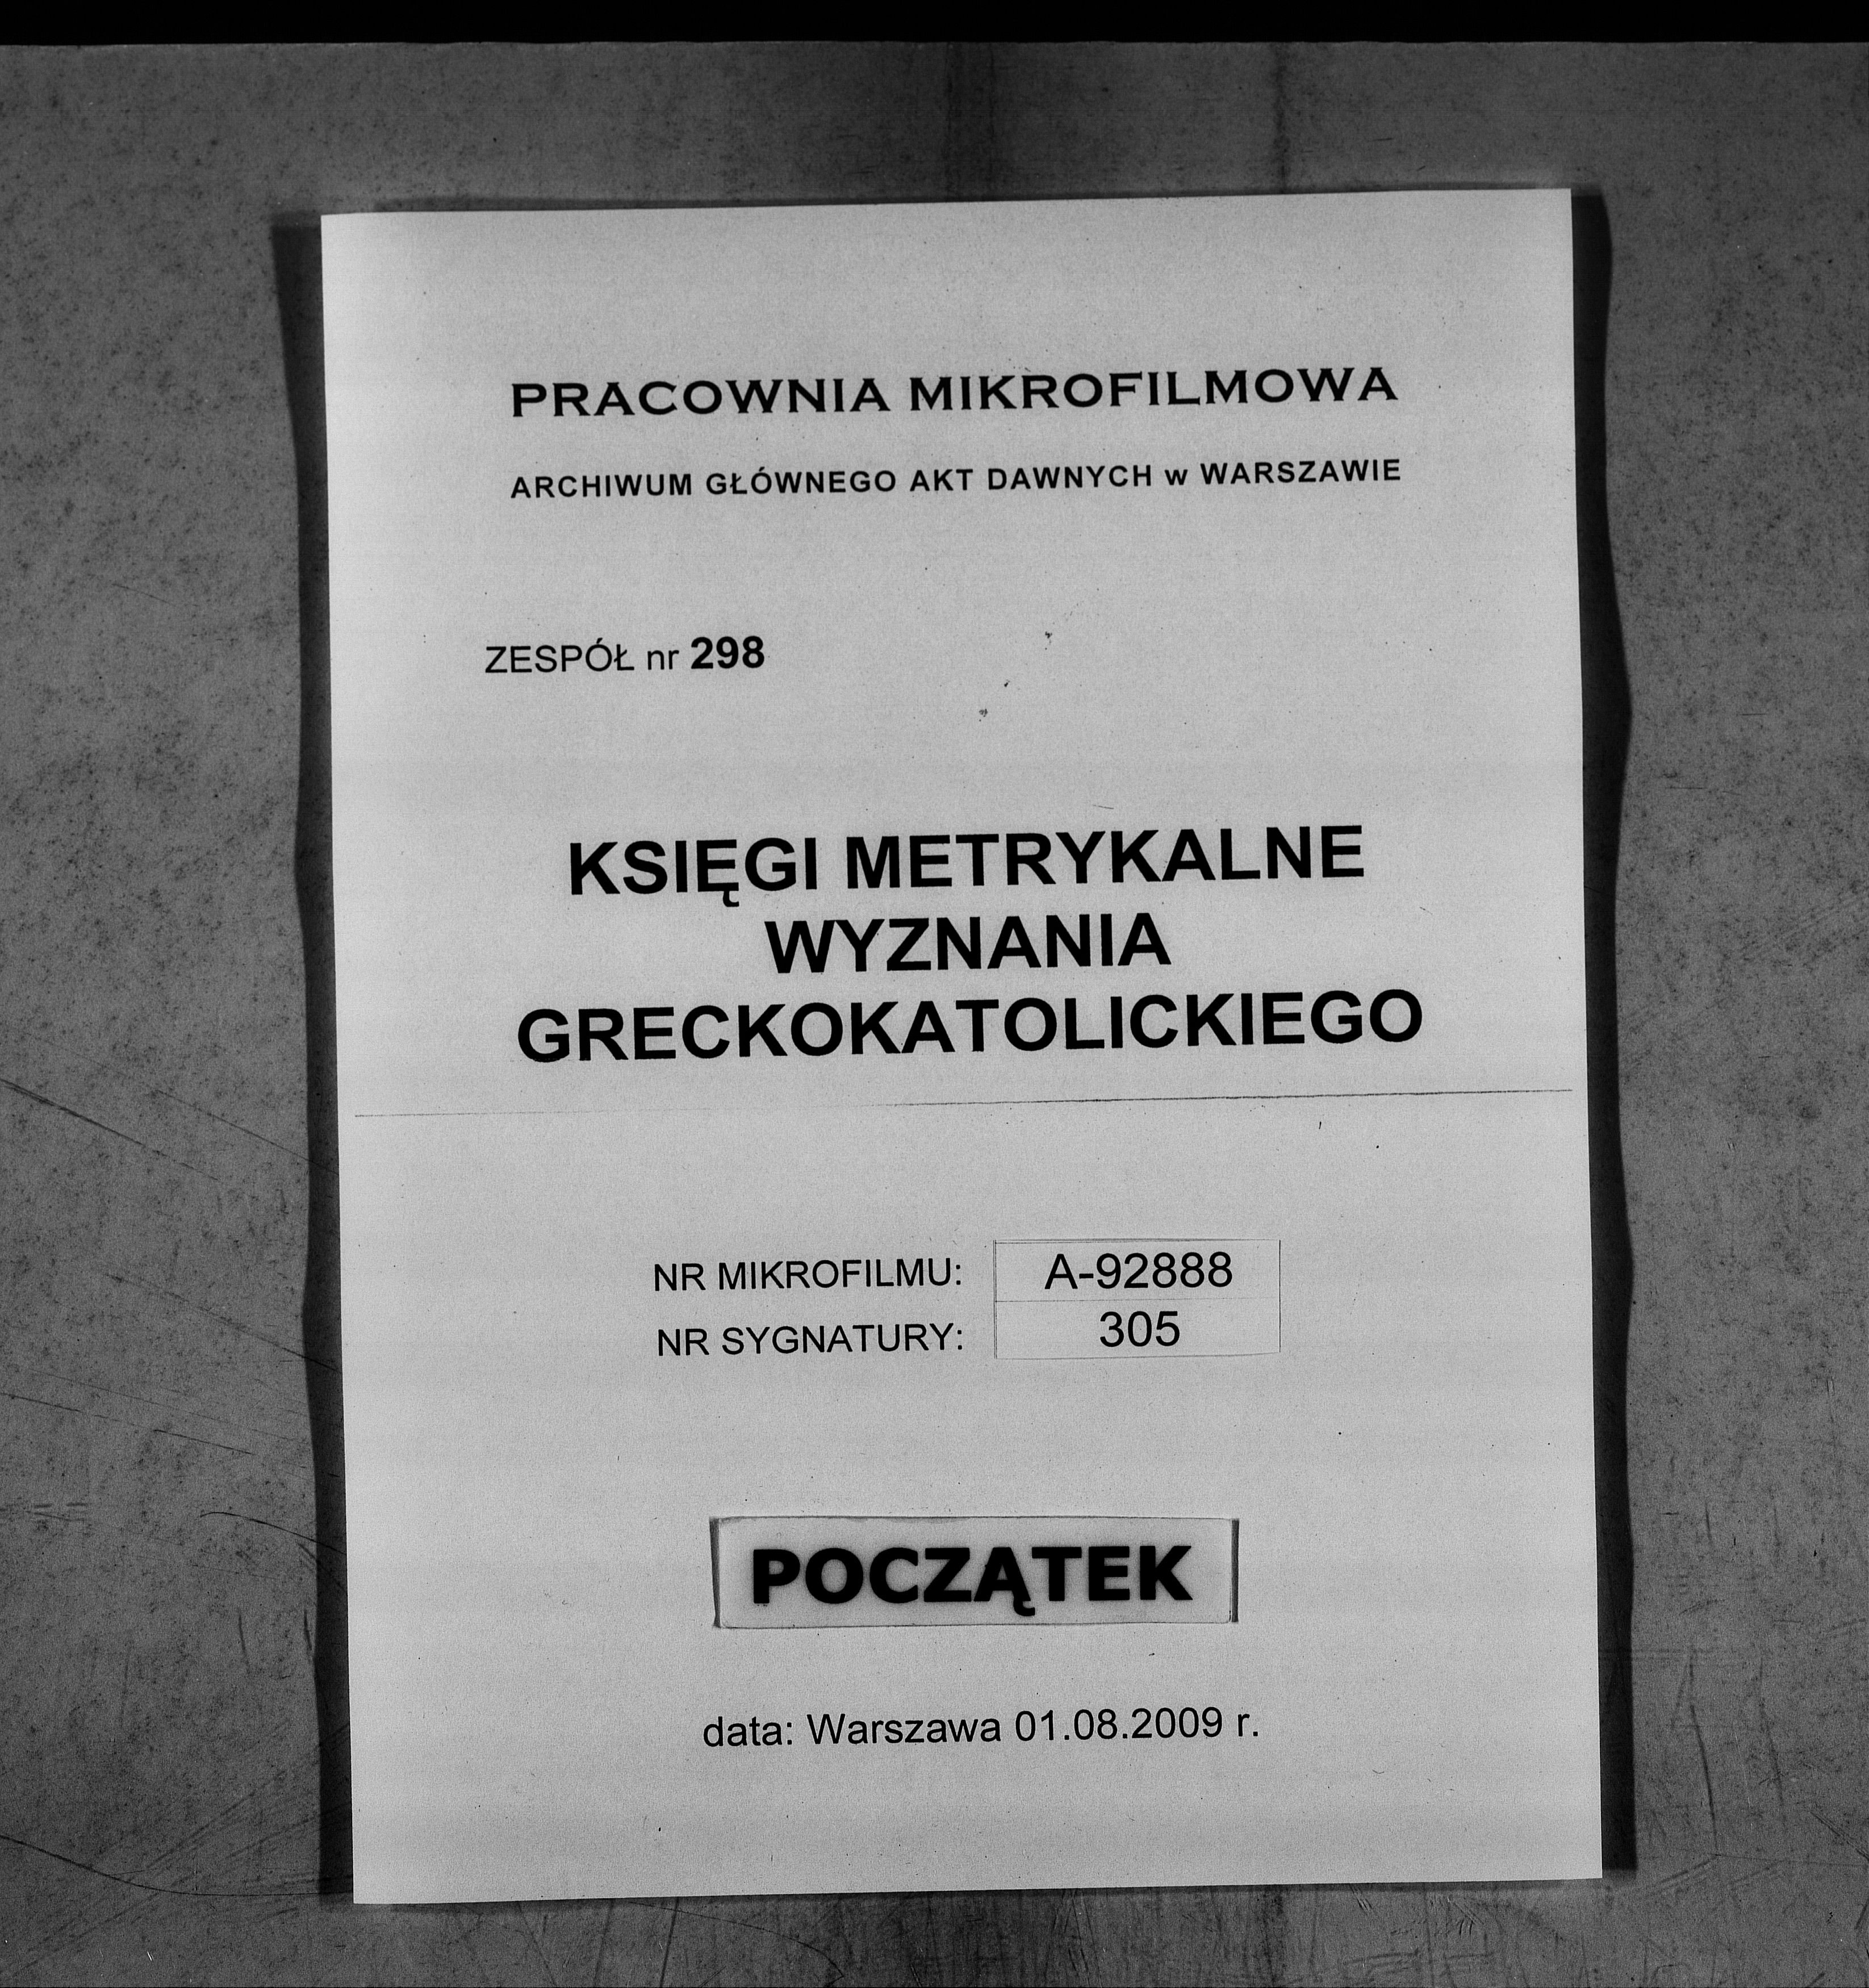 PRACOWNIA MIKROFILMOWA
ARCHIWUM GŁÓWNEGO AKT DAWNYCH w WARSZAWIE
ZESPÓŁ nr 298
KSIĘGI METRYKALNE
WYZNANIA
GRECKOKATOLICKIEGO
NR MIKROFILMU: A-92888
NR SYGNATURY: 305
POCZĄTEK
data: Warszawa 01.08.2009 r.